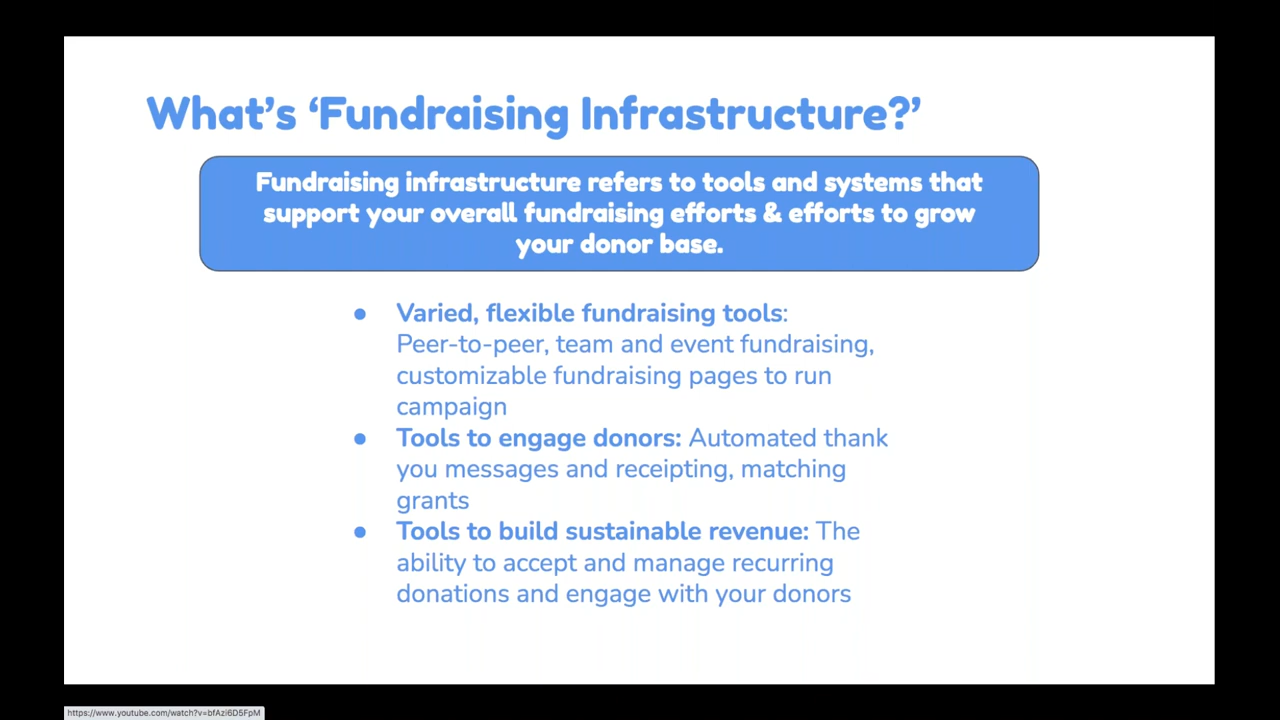 What's ‘Fundraising Infrastructure?’
Fundraising infrastructure refers to tools and systems that
support your overall fundraising efforts & efforts to grow
your donor base.
● Varied, flexible fundraising tools:
Peer-to-peer, team and event fundraising,
customizable fundraising pages to run
campaign
● Tools to engage donors: Automated thank
you messages and receipting, matching
grants
● Tools to build sustainable revenue: The
ability to accept and manage recurring
donations and engage with your donors
https://www.youtube.com/watch?v=bfAzi6D5FpM